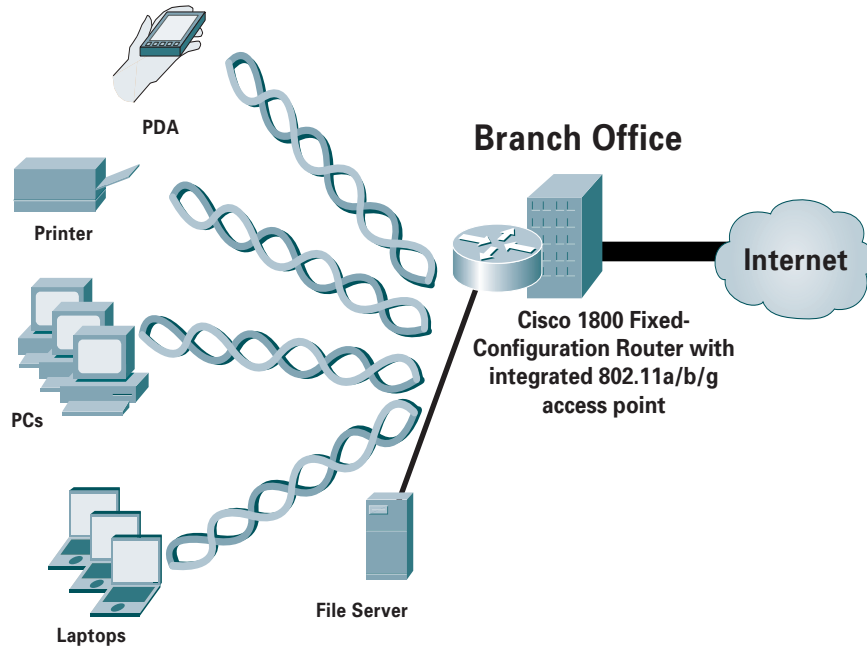 PDA
Branch Office
Printer
Internet
Cisco 1800 Fixed-
Configuration Router with
integrated 802.11a/b/g
access point
PCs
File Server
Laptops